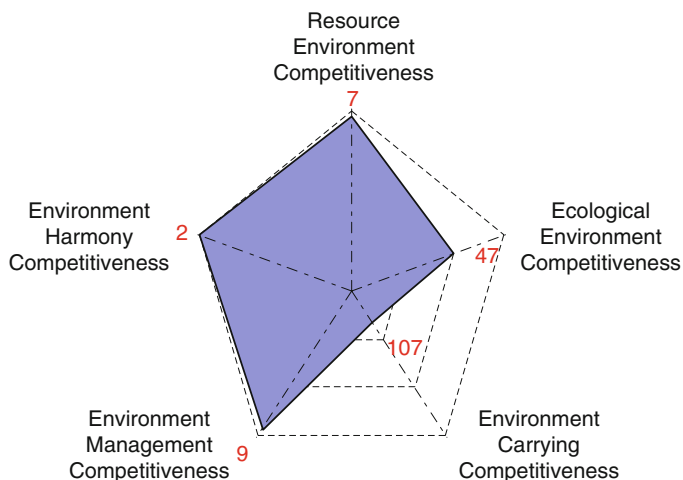 Resource
Environment
Competitiveness
7
Environment
Harmony
Competitiveness
2
Ecological
Environment
Competitiveness
47
107
Environment
Management
Competitiveness
9
Environment
Carrying
Competitiveness